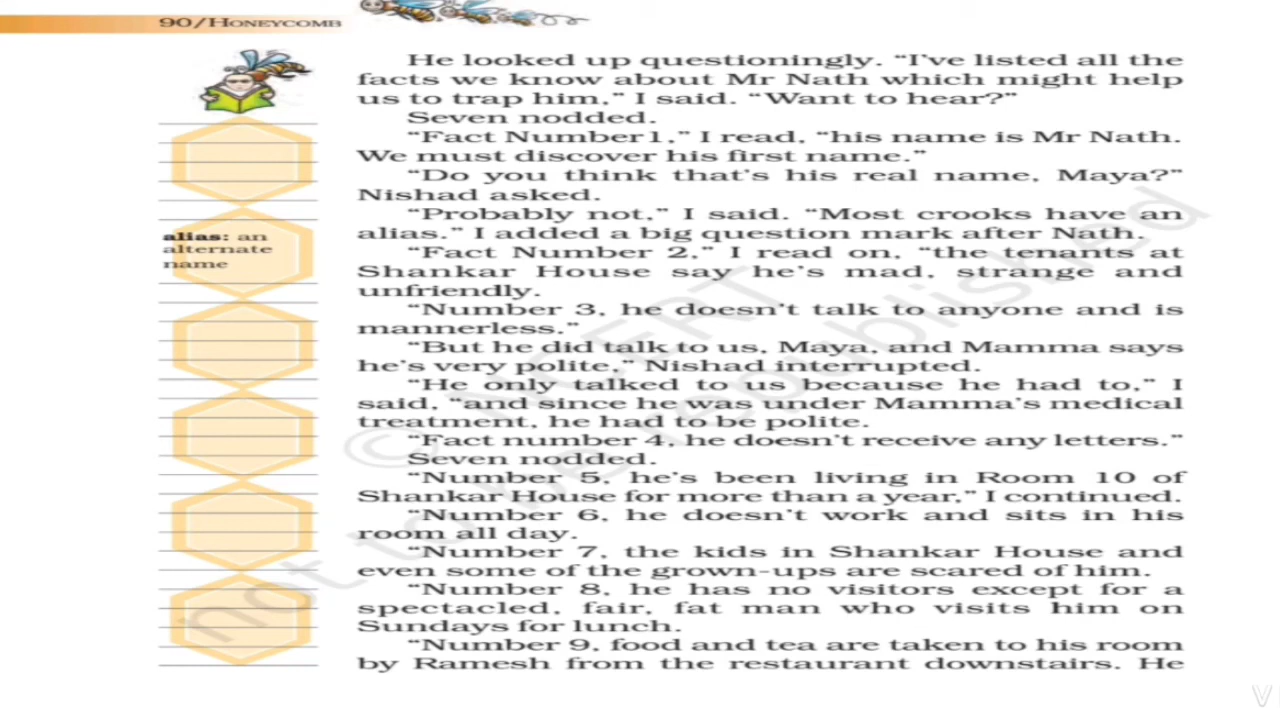 90/HONEYCOMB
He looked up questioningly. “I've listed all the
facts we know about Mr Nath which might help
us to trap him,” I said. “Want to hear?”
Seven nodded.
“Fact Number1,” I read, “his name is Mr Nath.
We must discover his first name.”
“Do you think that's his real name, Maya?”
Nishad asked.
“Probably not,” I said. “Most crooks have an
alias.” I added a big question mark after Nath.
alias: an
alternate
name
“Fact Number 2,” I read on, “the tenants at
Shankar House say he's mad, strange and
unfriendly.
“Number 3, he doesn't talk to anyone and is
mannerless.”
“But he did talk to us, Maya, and Mamma says
he's very polite,” Nishad interrupted.
“He only talked to us because he had to,” I
said, “and since he was under Mamma's medical
treatment, he had to be polite.
“Fact number 4, he doesn't receive any letters.”
Seven nodded.
“Number 5, he's been living in Room 10 of
Shankar House for more than a year,” I continued.
“Number 6, he doesn't work and sits in his
room all day.
“Number 7, the kids in Shankar House and
even some of the grown-ups are scared of him.
“Number 8, he has no visitors except for a
spectacled, fair, fat man who visits him on
Sundays for lunch.
“Number 9, food and tea are taken to his room
by Ramesh from the restaurant downstairs. He
© NCERT
not to be republished